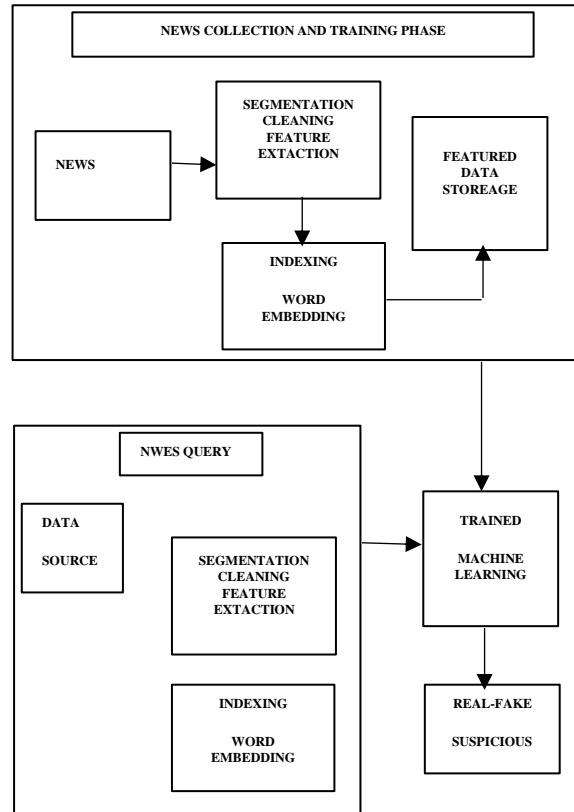 NEWS COLLECTION AND TRAINING PHASE
NEWS
SEGMENTATION
CLEANING
FEATURE
EXTACTION
INDEXING
WORD
EMBEDDING
FEATURED
DATA
STOREAGE
NWES QUERY
DATA
SOURCE
SEGMENTATION
CLEANING
FEATURE
EXTACTION
INDEXING
WORD
EMBEDDING
TRAINED
MACHINE
LEARNING
REAL-FAKE
SUSPICIOUS